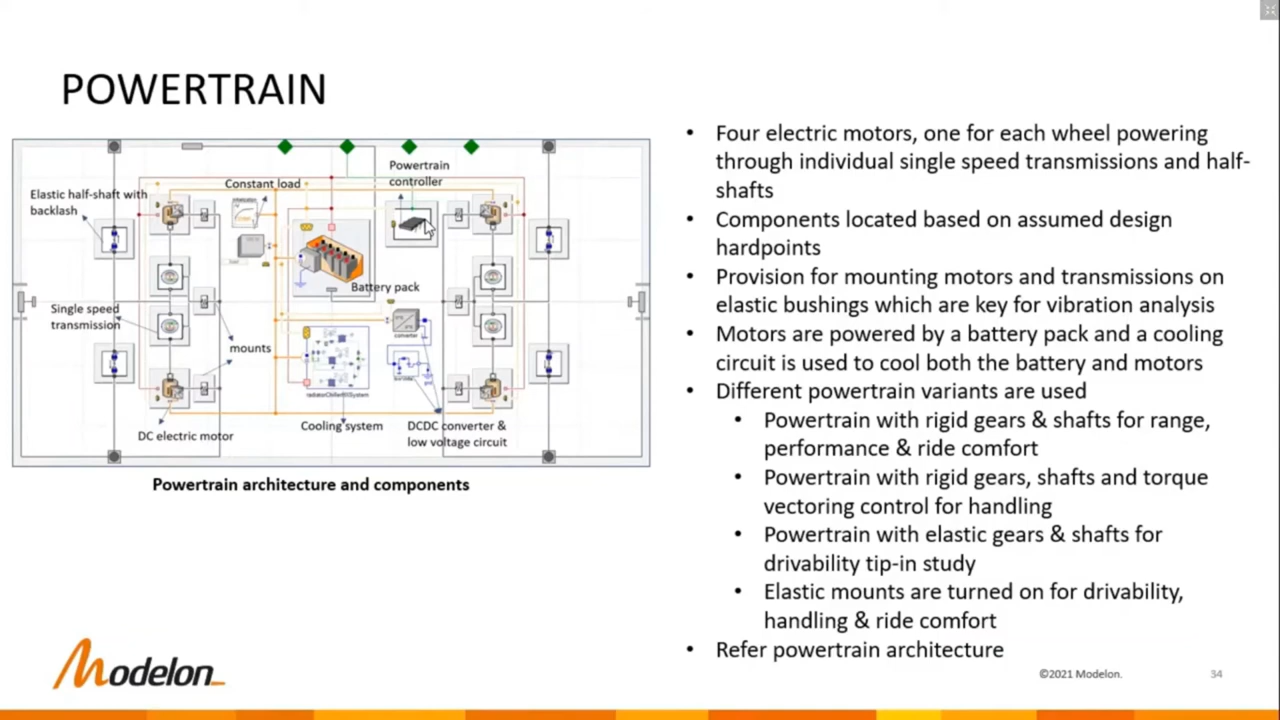 POWERTRAIN
Powertrain
controller
Constant load
Elastic half-shaft with
backlash
Battery pack
Single speed
transmission
converter
mounts
radiatorChillerESSystem
Cooling system
DCDC converter &
low voltage circuit
DC electric motor
Powertrain architecture and components
• Four electric motors, one for each wheel powering
through individual single speed transmissions and half-
shafts
• Components located based on assumed design
hardpoints
• Provision for mounting motors and transmissions on
elastic bushings which are key for vibration analysis
• Motors are powered by a battery pack and a cooling
circuit is used to cool both the battery and motors
• Different powertrain variants are used
• Powertrain with rigid gears & shafts for range,
performance & ride comfort
• Powertrain with rigid gears, shafts and torque
vectoring control for handling
• Powertrain with elastic gears & shafts for
drivability tip-in study
• Elastic mounts are turned on for drivability,
handling & ride comfort
• Refer powertrain architecture
Modelon
©2021 Modelon.
34